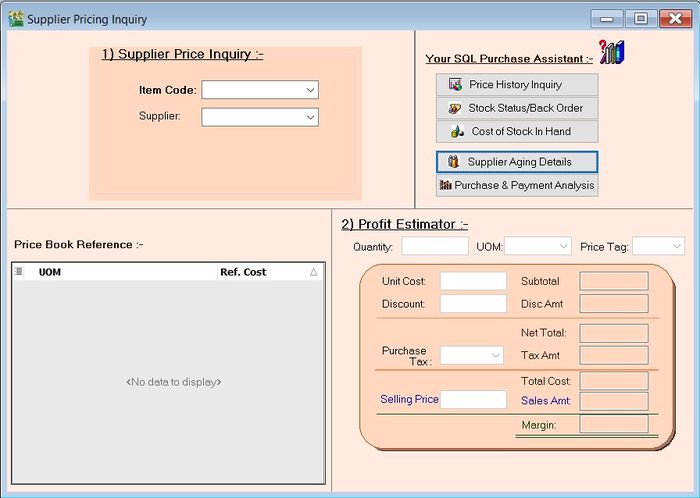 Supplier Pricing Inquiry
1) Supplier Price Inquiry :-
Item Code:
Supplier:
Your SQL Purchase Assistant :-
Price History Inquiry
Stock Status/Back Order
Cost of Stock In Hand
Supplier Aging Details
Purchase & Payment Analysis
Price Book Reference :-
UOM Ref. Cost
<No data to display>
2) Profit Estimator :-
Quantity: UOM: Price Tag:
Unit Cost: Subtotal
Discount: Disc Amt
Net Total:
Purchase Tax : Tax Amt
Total Cost:
Selling Price Sales Amt:
Margin: